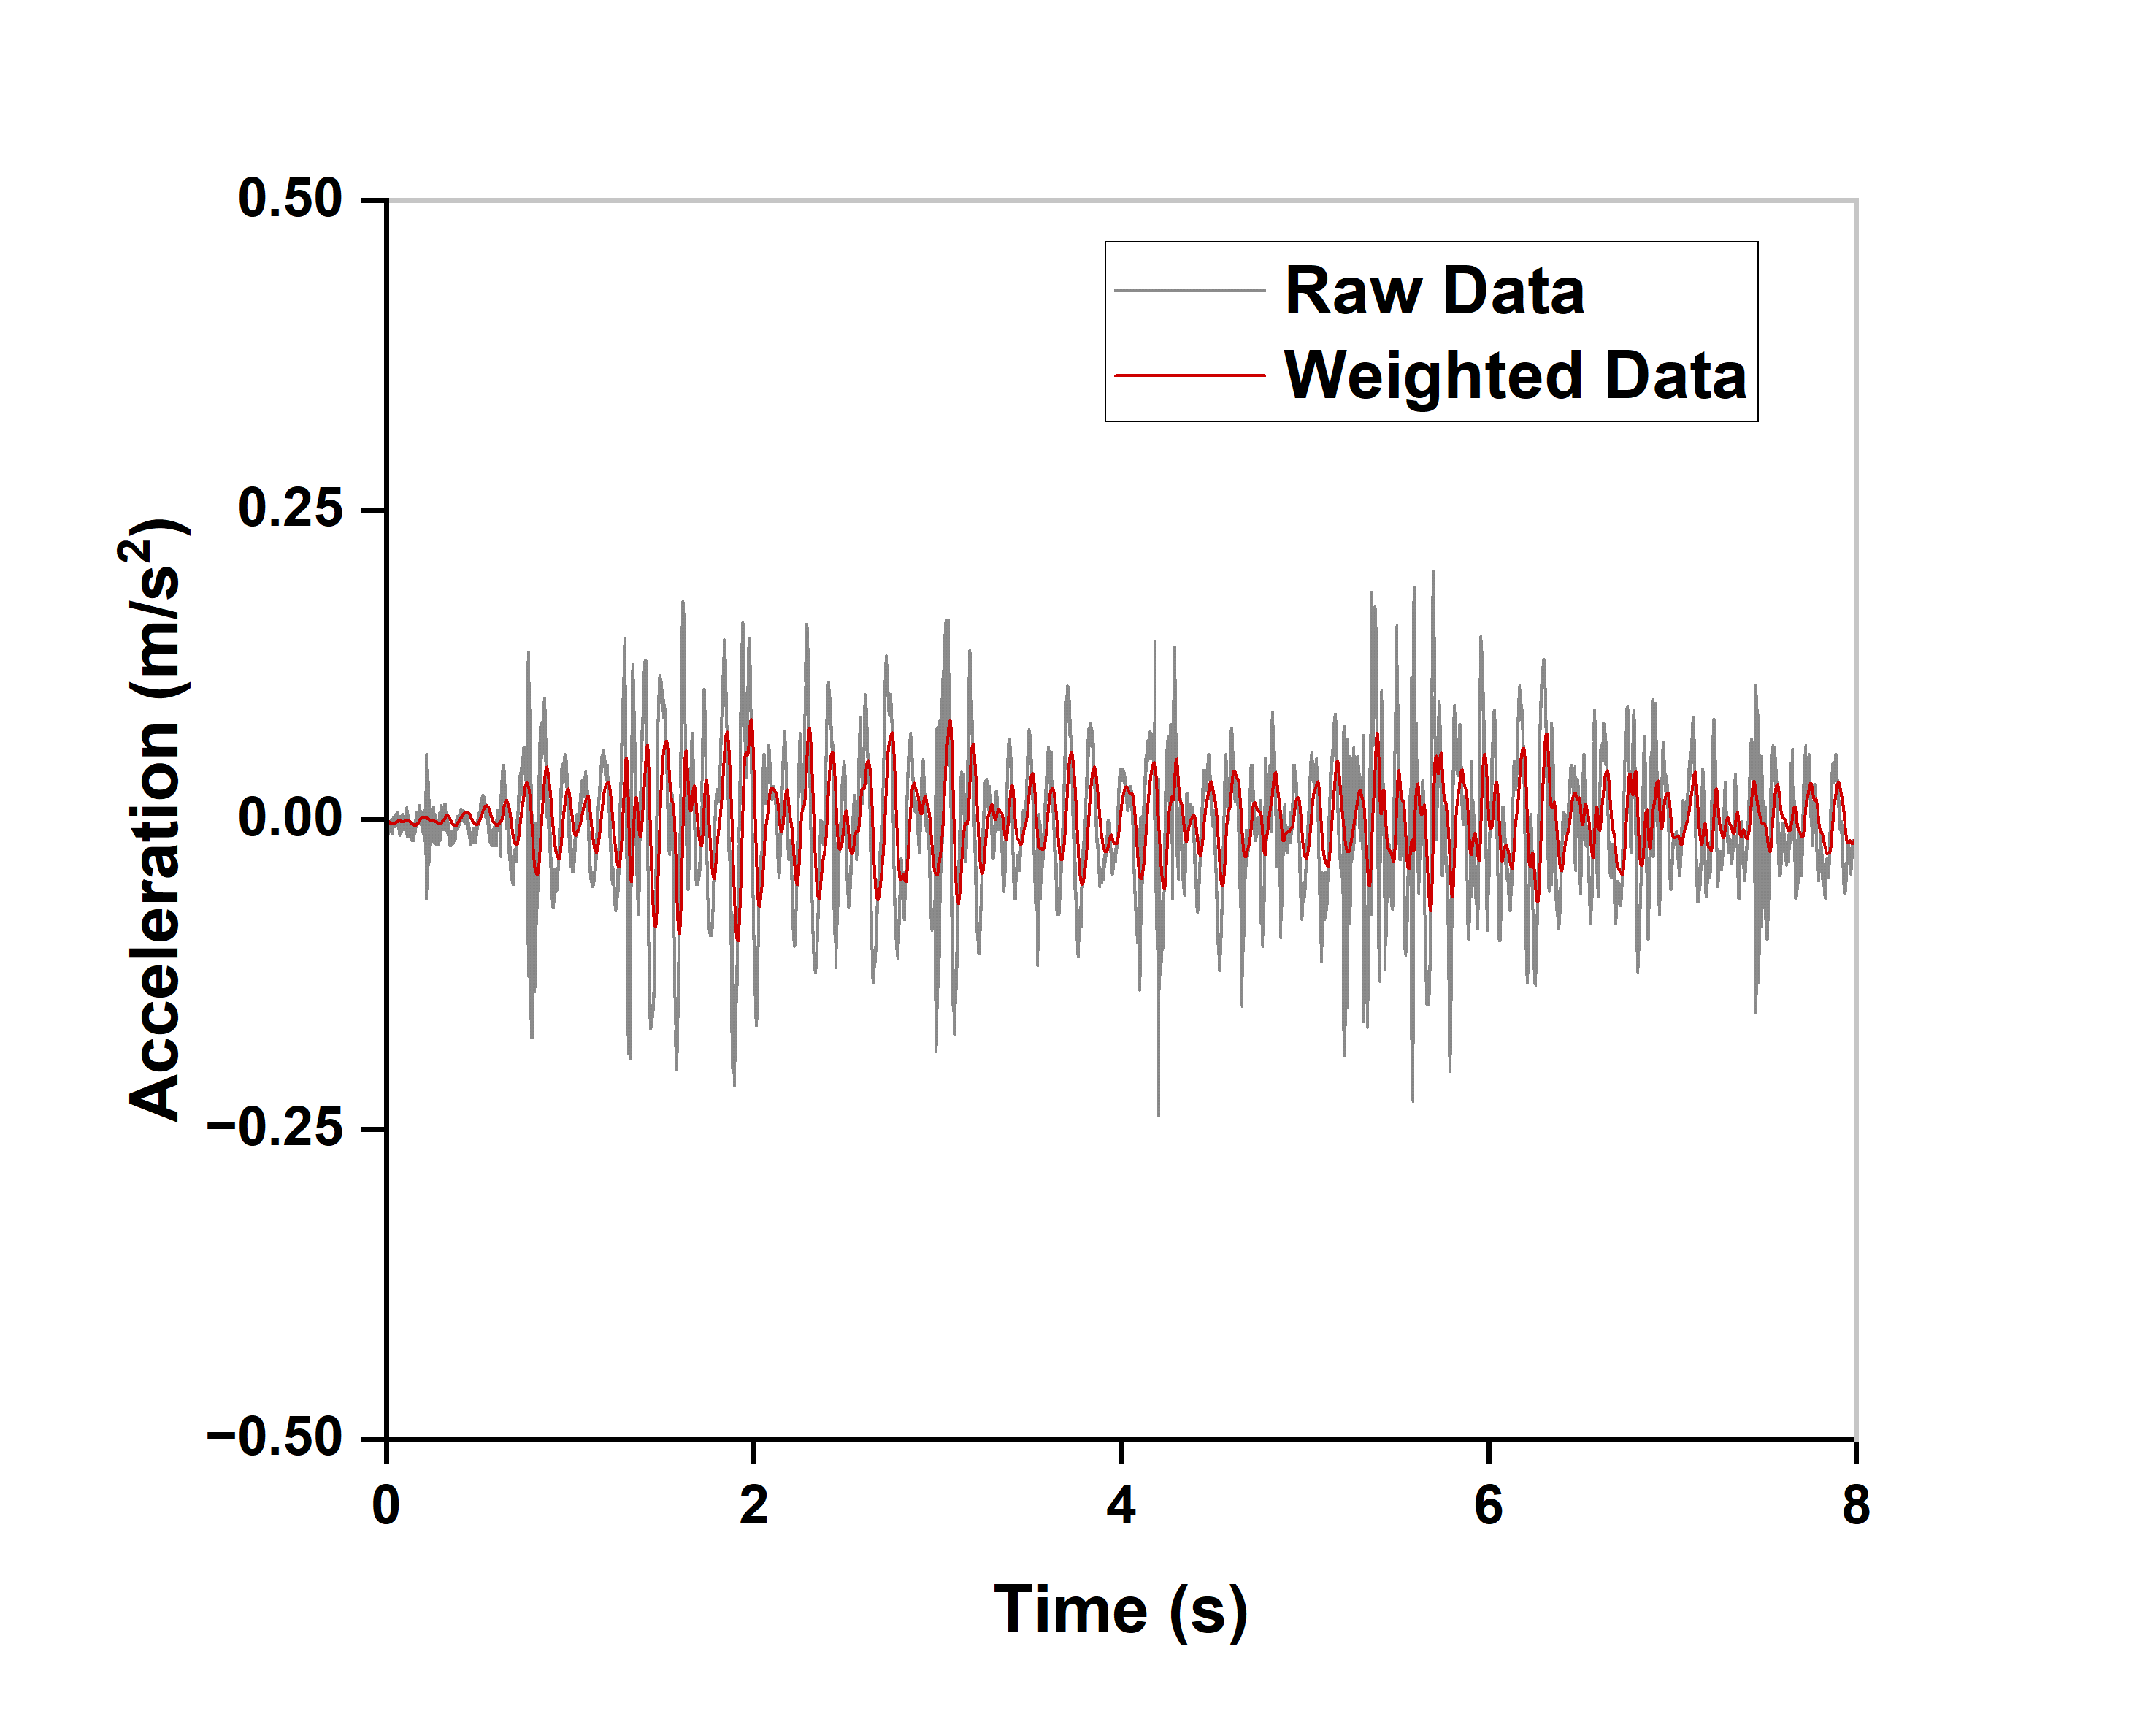 0.50
Raw Data
Weighted Data
0.25
Acceleration (m/s²)
0.00
−0.25
−0.50
0 2 4 6 8
Time (s)